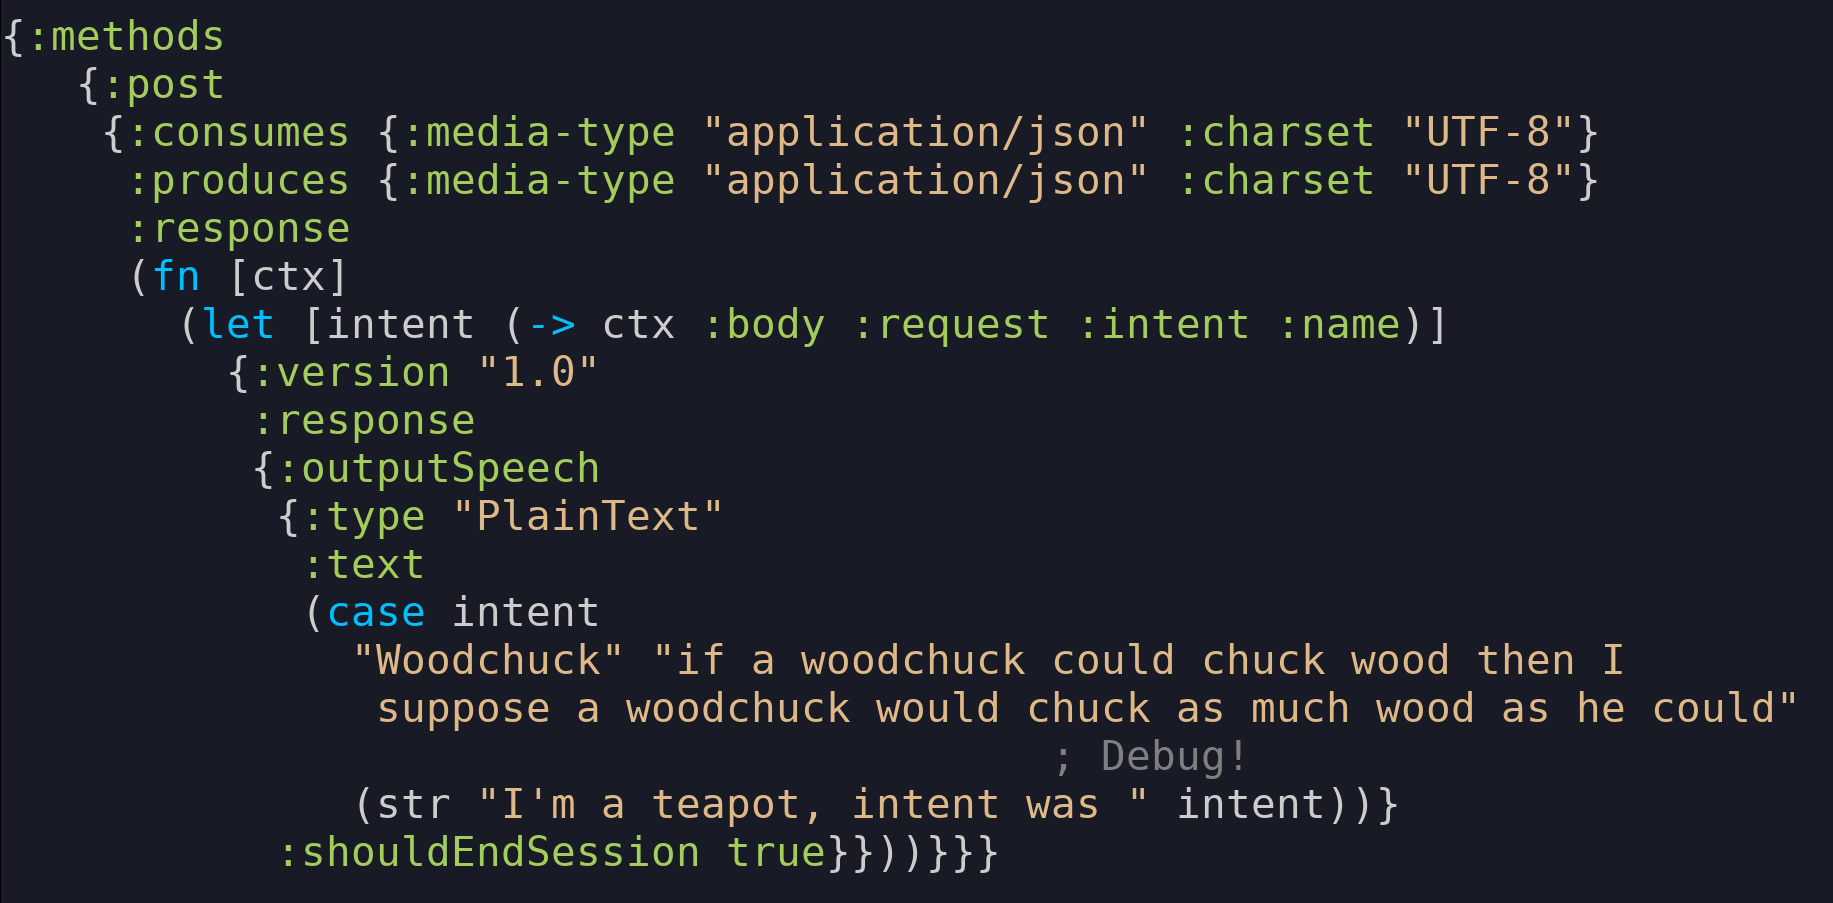 {:methods
   {:post
    {:consumes {:media-type "application/json" :charset "UTF-8"}
     :produces {:media-type "application/json" :charset "UTF-8"}
     :response
     (fn [ctx]
       (let [intent (-> ctx :body :request :intent :name)]
         {:version "1.0"
          :response
          {:outputSpeech
           {:type "PlainText"
            :text
            (case intent
              "Woodchuck" "if a woodchuck could chuck wood then I
               suppose a woodchuck would chuck as much wood as he could"
                                          ; Debug!
              (str "I'm a teapot, intent was " intent))}
           :shouldEndSession true}}))}}}